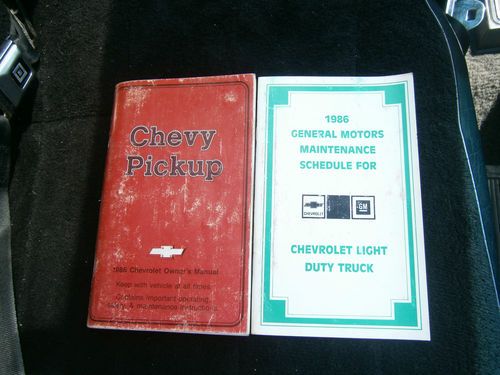 Chevy
Pickup
1986 Chevrolet Owner's Manual
Keep with vehicle at all times
Contains important operating,
safety & maintenance instructions.
1986
GENERAL MOTORS
MAINTENANCE
SCHEDULE FOR
CHEVROLET
GM
CHEVROLET LIGHT
DUTY TRUCK